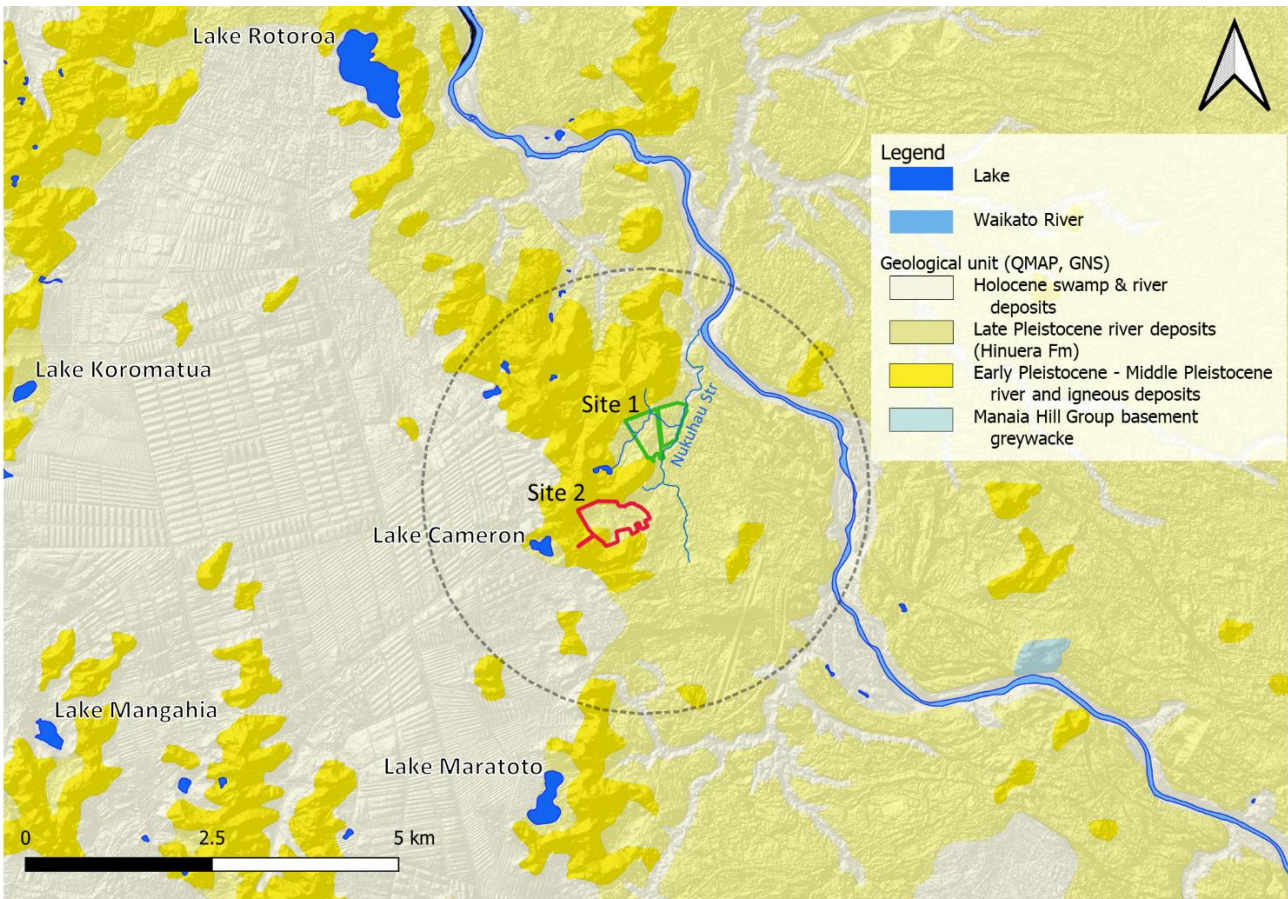 Lake Rotoroa
Legend
Lake
Waikato River
Geological unit (QMAP, GNS)
Holocene swamp & river
deposits
Late Pleistocene river deposits
(Hinuera Fm)
Early Pleistocene - Middle Pleistocene
river and igneous deposits
Manaia Hill Group basement
greywacke
Lake Koromatua
Site 1
Nukuhau Str
Site 2
Lake Cameron
Lake Mangahia
Lake Maratoto
0 2.5 5 km